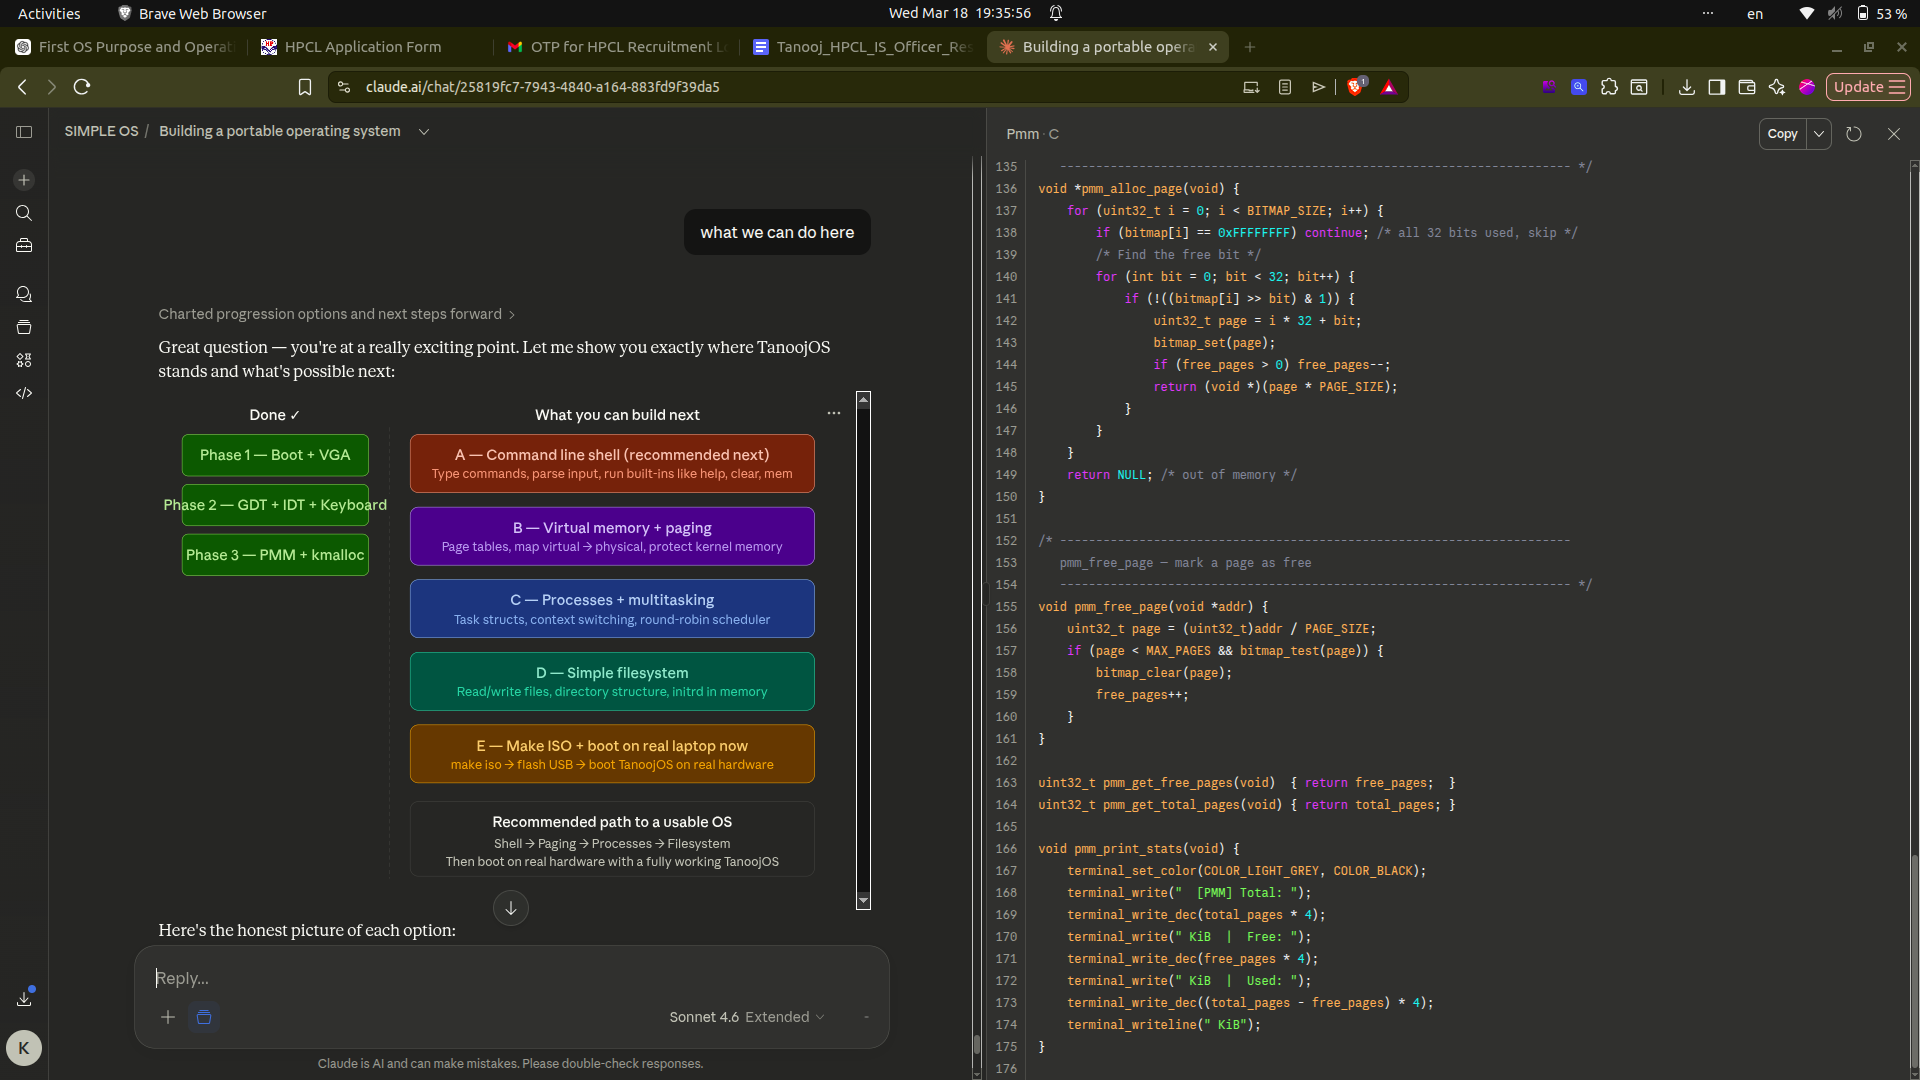 Activities
Brave Web Browser
Wed Mar 18 19:35:56
en
53 %
First OS Purpose and Operat
HPCL Application Form
OTP for HPCL Recruitment Lo
Tanooj_HPCL_IS_Officer_Res
Building a portable opera
claude.ai/chat/25819fc7-7943-4840-a164-883fd9f39da5
1
Update
SIMPLE OS / Building a portable operating system
what we can do here
Charted progression options and next steps forward >
Great question — you're at a really exciting point. Let me show you exactly where TanoojOS
stands and what's possible next:
Done ✓
Phase 1 — Boot + VGA
Phase 2 — GDT + IDT + Keyboard
Phase 3 — PMM + kmalloc
What you can build next
A — Command line shell (recommended next)
Type commands, parse input, run built-ins like help, clear, mem
B — Virtual memory + paging
Page tables, map virtual → physical, protect kernel memory
C — Processes + multitasking
Task structs, context switching, round-robin scheduler
D — Simple filesystem
Read/write files, directory structure, initrd in memory
E — Make ISO + boot on real laptop now
make iso → flash USB → boot TanoojOS on real hardware
Recommended path to a usable OS
Shell → Paging → Processes → Filesystem
Then boot on real hardware with a fully working TanoojOS
Here's the honest picture of each option:
Reply...
Sonnet 4.6 Extended
K
Claude is AI and can make mistakes. Please double-check responses.
Pmm · C
Copy
135    ----------------------------------------------------------------------- */
136 void *pmm_alloc_page(void) {
137     for (uint32_t i = 0; i < BITMAP_SIZE; i++) {
138         if (bitmap[i] == 0xFFFFFFFF) continue; /* all 32 bits used, skip */
139         /* Find the free bit */
140         for (int bit = 0; bit < 32; bit++) {
141             if (!((bitmap[i] >> bit) & 1)) {
142                 uint32_t page = i * 32 + bit;
143                 bitmap_set(page);
144                 if (free_pages > 0) free_pages--;
145                 return (void *)(page * PAGE_SIZE);
146             }
147         }
148     }
149     return NULL; /* out of memory */
150 }
151
152 /* -----------------------------------------------------------------------
153    pmm_free_page — mark a page as free
154    ----------------------------------------------------------------------- */
155 void pmm_free_page(void *addr) {
156     uint32_t page = (uint32_t)addr / PAGE_SIZE;
157     if (page < MAX_PAGES && bitmap_test(page)) {
158         bitmap_clear(page);
159         free_pages++;
160     }
161 }
162
163 uint32_t pmm_get_free_pages(void)  { return free_pages;  }
164 uint32_t pmm_get_total_pages(void) { return total_pages; }
165
166 void pmm_print_stats(void) {
167     terminal_set_color(COLOR_LIGHT_GREY, COLOR_BLACK);
168     terminal_write("  [PMM] Total: ");
169     terminal_write_dec(total_pages * 4);
170     terminal_write(" KiB  |  Free: ");
171     terminal_write_dec(free_pages * 4);
172     terminal_write(" KiB  |  Used: ");
173     terminal_write_dec((total_pages - free_pages) * 4);
174     terminal_writeline(" KiB");
175 }
176